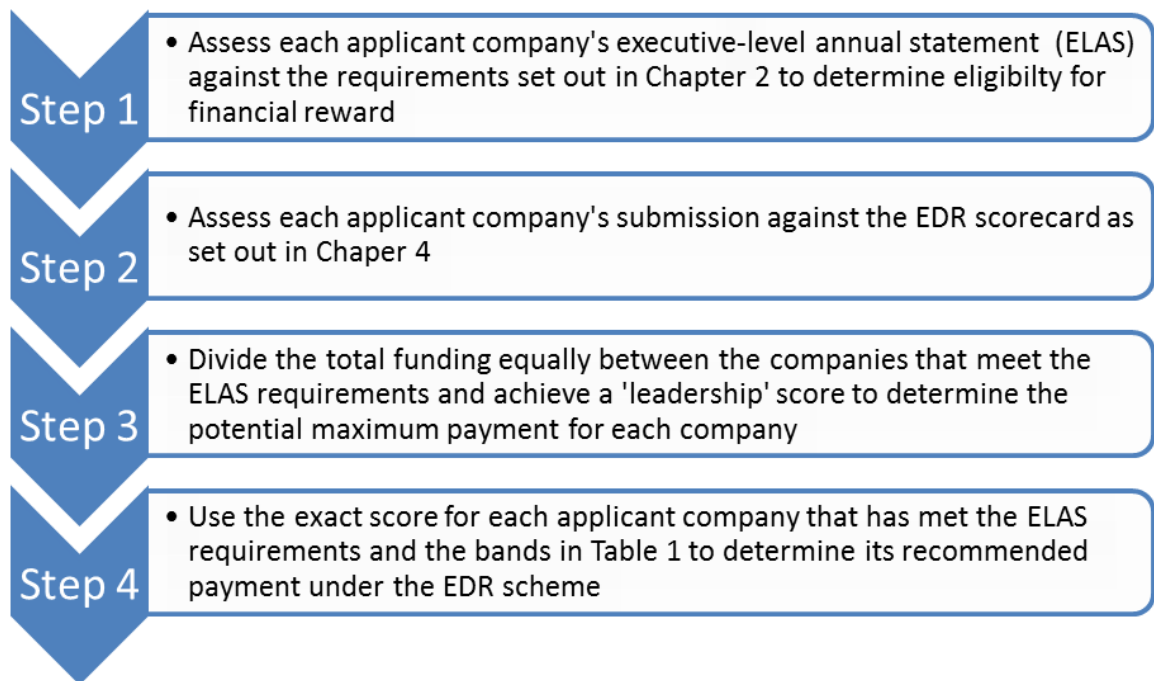 Step 1
• Assess each applicant company's executive-level annual statement (ELAS)
against the requirements set out in Chapter 2 to determine eligibilty for
financial reward
Step 2
• Assess each applicant company's submission against the EDR scorecard as
set out in Chaper 4
Step 3
• Divide the total funding equally between the companies that meet the
ELAS requirements and achieve a 'leadership' score to determine the
potential maximum payment for each company
Step 4
• Use the exact score for each applicant company that has met the ELAS
requirements and the bands in Table 1 to determine its recommended
payment under the EDR scheme